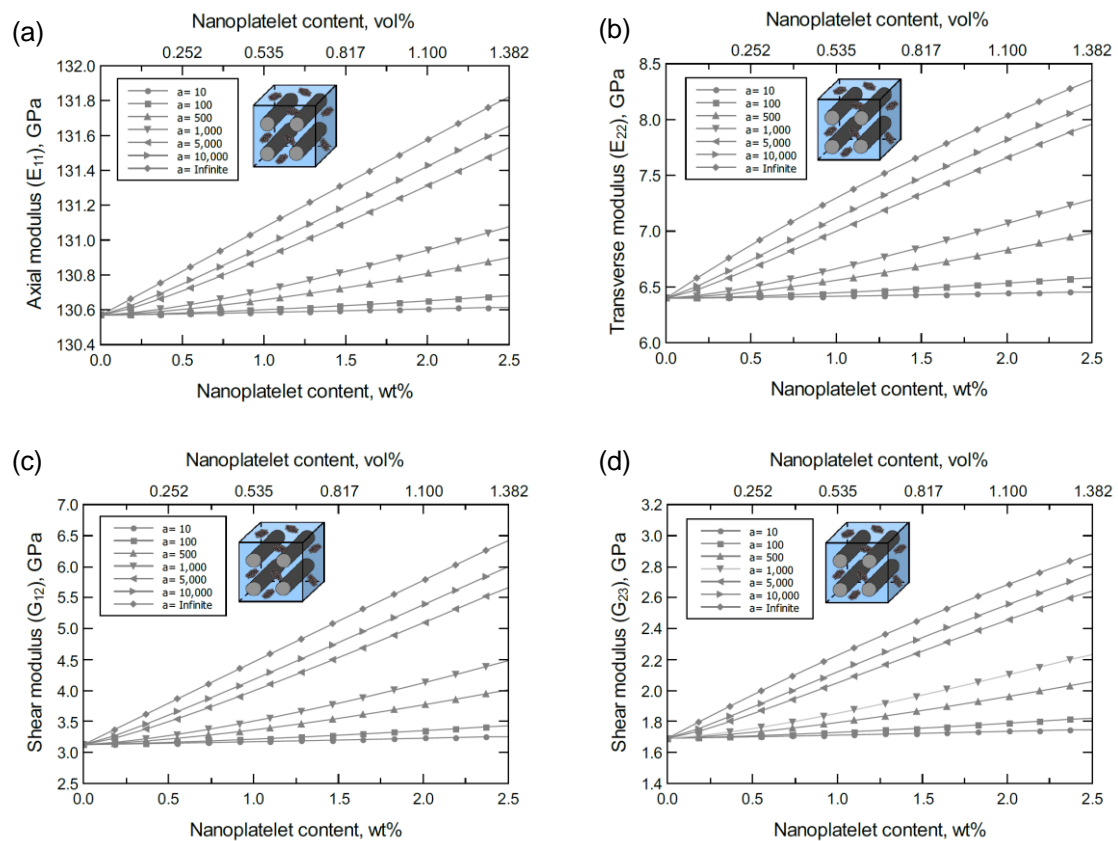 (a)
Nanoplatelet content, vol%
0.252 0.535 0.817 1.100 1.382
132.0
131.8
131.6
131.4
131.2
131.0
130.8
130.6
130.4
Axial modulus (E11), GPa
a= 10
a= 100
a= 500
a= 1,000
a= 5,000
a= 10,000
a= Infinite
0.0 0.5 1.0 1.5 2.0 2.5
Nanoplatelet content, wt%
(b)
Nanoplatelet content, vol%
0.252 0.535 0.817 1.100 1.382
8.5
8.0
7.5
7.0
6.5
6.0
Transverse modulus (E22), GPa
a= 10
a= 100
a= 500
a= 1,000
a= 5,000
a= 10,000
a= Infinite
0.0 0.5 1.0 1.5 2.0 2.5
Nanoplatelet content, wt%
(c)
Nanoplatelet content, vol%
0.252 0.535 0.817 1.100 1.382
7.0
6.5
6.0
5.5
5.0
4.5
4.0
3.5
3.0
2.5
Shear modulus (G12), GPa
a= 10
a= 100
a= 500
a= 1,000
a= 5,000
a= 10,000
a= Infinite
0.0 0.5 1.0 1.5 2.0 2.5
Nanoplatelet content, wt%
(d)
Nanoplatelet content, vol%
0.252 0.535 0.817 1.100 1.382
3.2
3.0
2.8
2.6
2.4
2.2
2.0
1.8
1.6
1.4
Shear modulus (G23), GPa
a= 10
a= 100
a= 500
a= 1,000
a= 5,000
a= 10,000
a= Infinite
0.0 0.5 1.0 1.5 2.0 2.5
Nanoplatelet content, wt%